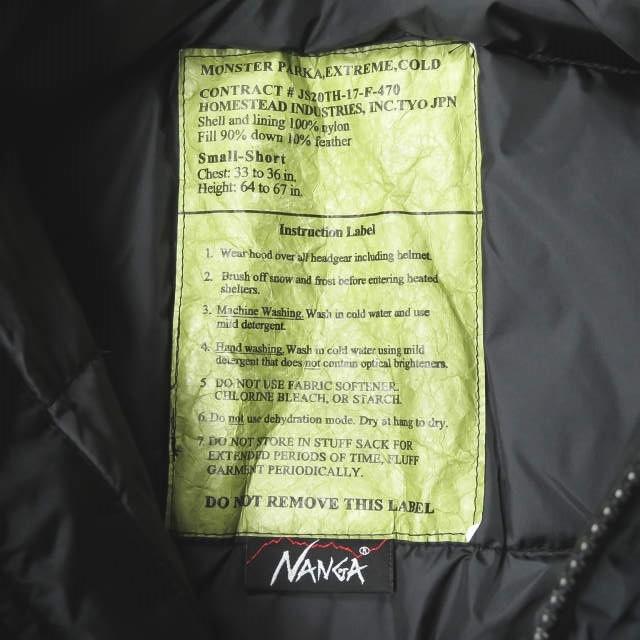 MONSTER PARKA,EXTREME,COLD
CONTRACT # JS20TH-17-F-470
HOMESTEAD INDUSTRIES, INC.TYO JPN
Shell and lining 100% nylon
Fill 90% down 10% feather
Small-Short
Chest: 33 to 36 in.
Height: 64 to 67 in.
Instruction Label
1. Wear hood over all headgear including helmet.
2. Brush off snow and frost before entering heated
shelters.
3. Machine Washing. Wash in cold water and use
mild detergent.
4. Hand washing. Wash in cold water using mild
detergent that does not contain optical brighteners.
5 DO NOT USE FABRIC SOFTENER,
CHLORINE BLEACH, OR STARCH.
6. Do not use dehydration mode. Dry at hang to dry.
7. DO NOT STORE IN STUFF SACK FOR
EXTENDED PERIODS OF TIME, FLUFF
GARMENT PERIODICALLY.
DO NOT REMOVE THIS LABEL
NANGA®